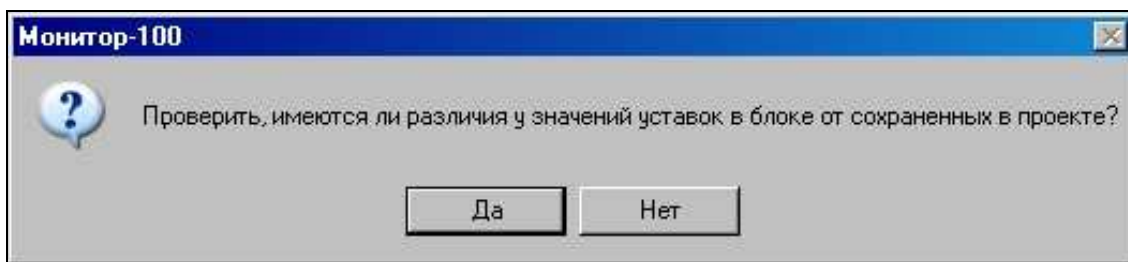 Монитор-100
Проверить, имеются ли различия у значений уставок в блоке от сохраненных в проекте?
Да
Нет